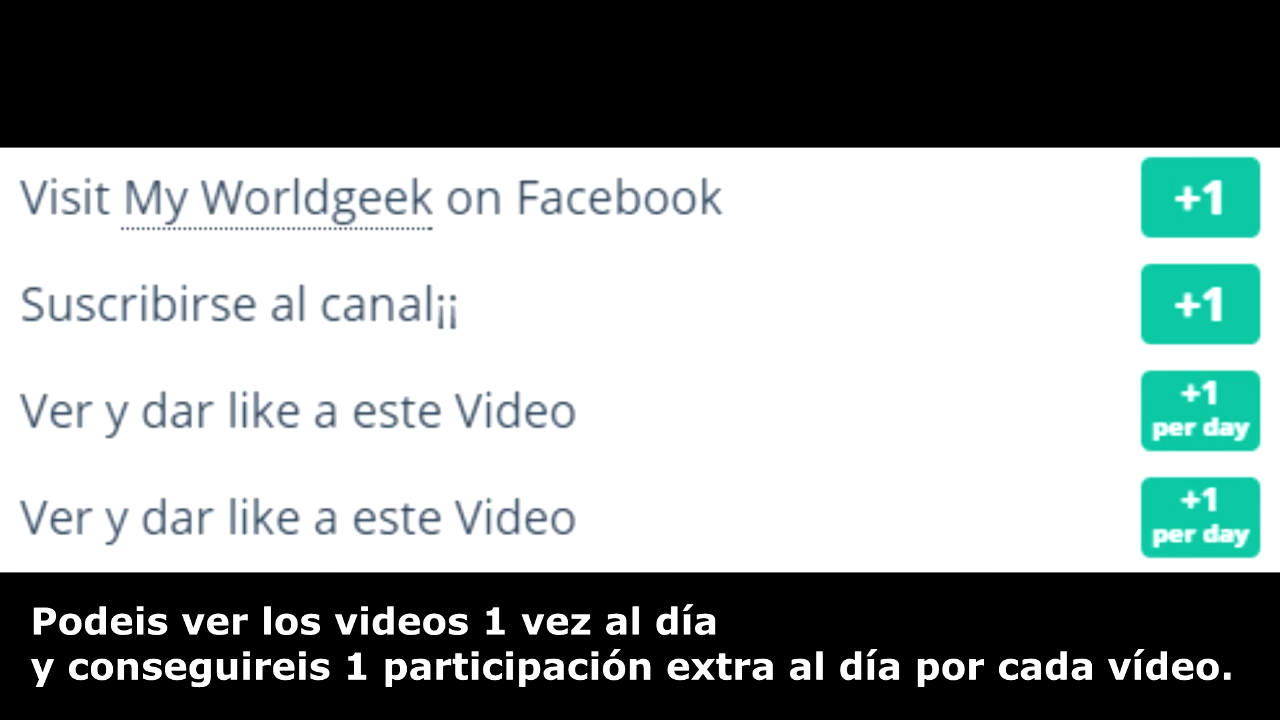 Visit My Worldgeek on Facebook +1
Suscribirse al canal¡¡ +1
Ver y dar like a este Video +1 per day
Ver y dar like a este Video +1 per day
Podeis ver los videos 1 vez al día
y conseguireis 1 participación extra al día por cada vídeo.